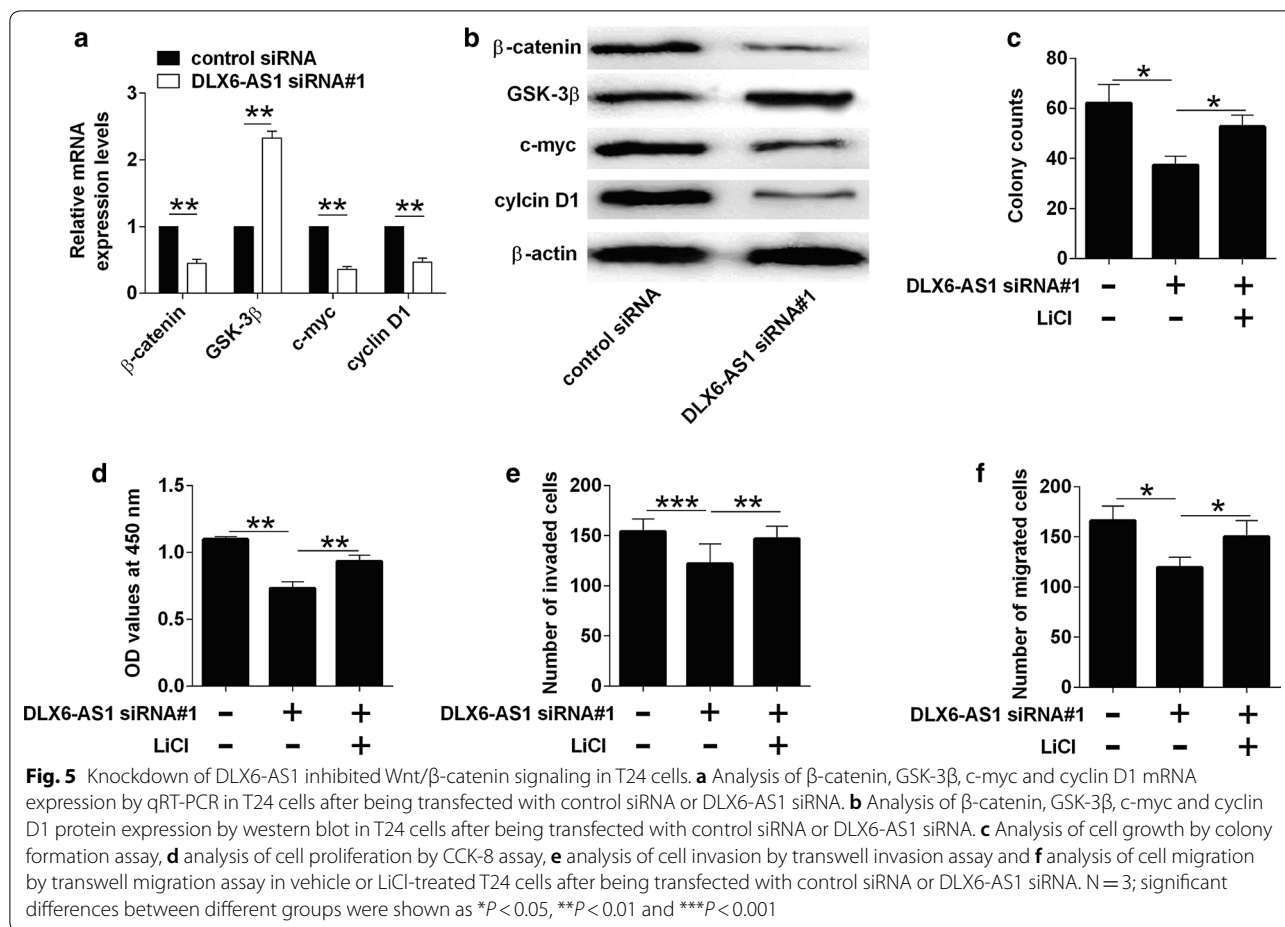 a
control siRNA
DLX6-AS1 siRNA#1
Relative mRNA
expression levels
3
2
1
0
**
**
**
**
β-catenin
GSK-3β
c-myc
cyclin D1
b
β-catenin
GSK-3β
c-myc
cylcin D1
β-actin
control siRNA
DLX6-AS1 siRNA#1
c
Colony counts
80
60
40
20
0
*
*
DLX6-AS1 siRNA#1 – + +
LiCl – – +
d
OD values at 450 nm
1.5
1.0
0.5
0.0
**
**
DLX6-AS1 siRNA#1 – + +
LiCl – – +
e
Number of invaded cells
200
150
100
50
0
***
**
DLX6-AS1 siRNA#1 – + +
LiCl – – +
f
Number of migrated cells
200
150
100
50
0
*
*
DLX6-AS1 siRNA#1 – + +
LiCl – – +
Fig. 5 Knockdown of DLX6-AS1 inhibited Wnt/β-catenin signaling in T24 cells. a Analysis of β-catenin, GSK-3β, c-myc and cyclin D1 mRNA
expression by qRT-PCR in T24 cells after being transfected with control siRNA or DLX6-AS1 siRNA. b Analysis of β-catenin, GSK-3β, c-myc and cyclin
D1 protein expression by western blot in T24 cells after being transfected with control siRNA or DLX6-AS1 siRNA. c Analysis of cell growth by colony
formation assay, d analysis of cell proliferation by CCK-8 assay, e analysis of cell invasion by transwell invasion assay and f analysis of cell migration
by transwell migration assay in vehicle or LiCl-treated T24 cells after being transfected with control siRNA or DLX6-AS1 siRNA. N = 3; significant
differences between different groups were shown as *P < 0.05, **P < 0.01 and ***P < 0.001